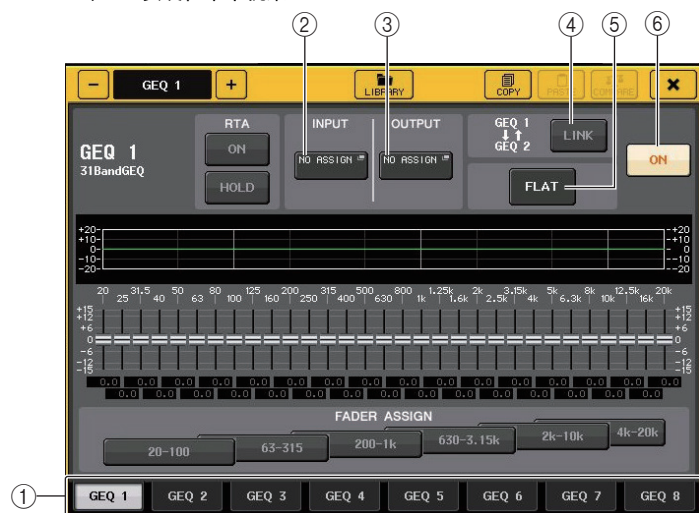 ② ③ ④ ⑤ ⑥
− GEQ 1 + LIBRARY COPY PASTE COMPARE ×
GEQ 1
31BandGEQ
RTA
ON
HOLD
INPUT
NO ASSIGN
OUTPUT
NO ASSIGN
GEQ 1
↓↑
GEQ 2
LINK
FLAT
ON
+20 +20
+10 +10
0 0
-10 -10
-20 -20
20 31.5 50 80 125 200 315 500 800 1.25k 2k 3.15k 5k 8k 12.5k 20k
25 40 63 100 160 250 400 630 1k 1.6k 2.5k 4k 6.3k 10k 16k
+15 +15
+12 +12
+6 +6
0 0
-6 -6
-12 -12
-15 -15
0.0 0.0 0.0 0.0 0.0 0.0 0.0 0.0 0.0 0.0 0.0 0.0 0.0 0.0 0.0 0.0
0.0 0.0 0.0 0.0 0.0 0.0 0.0 0.0 0.0 0.0 0.0 0.0 0.0 0.0 0.0
FADER ASSIGN
20-100 63-315 200-1k 630-3.15k 2k-10k 4k-20k
① GEQ 1 GEQ 2 GEQ 3 GEQ 4 GEQ 5 GEQ 6 GEQ 7 GEQ 8